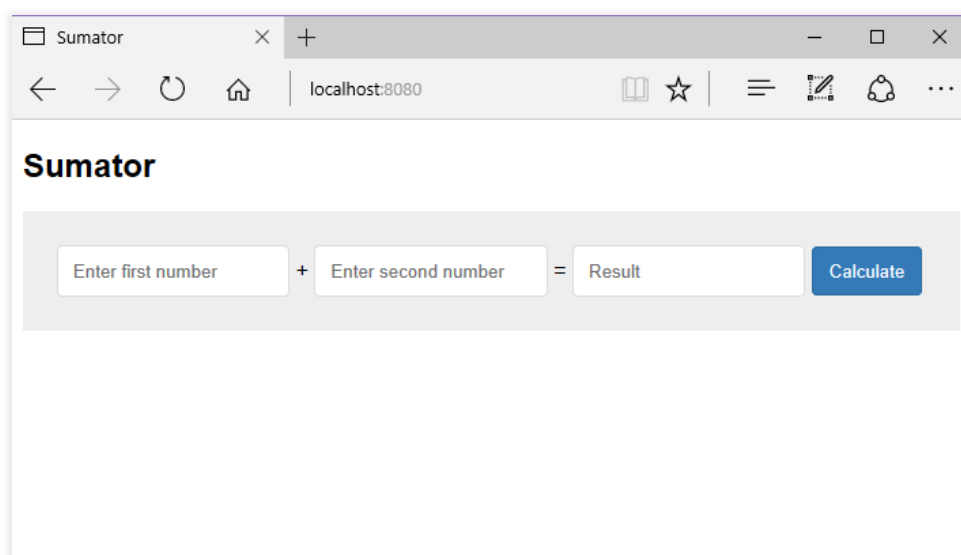 Sumator
localhost:8080
Sumator
Enter first number + Enter second number = Result Calculate